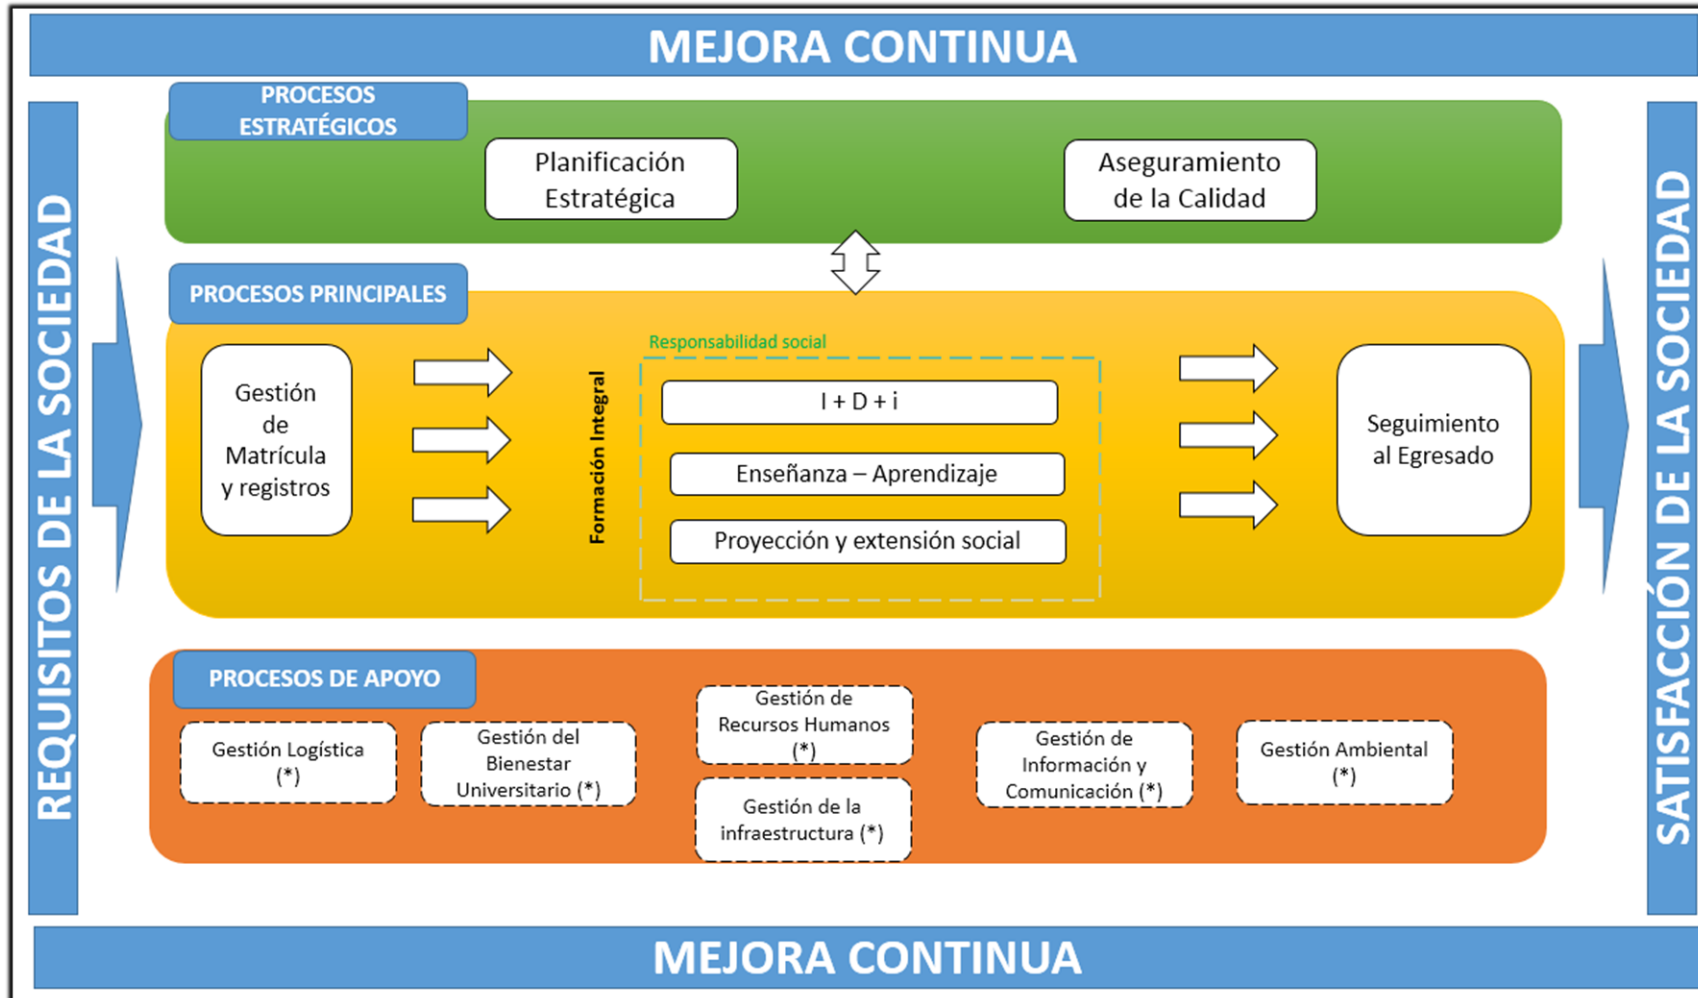 MEJORA CONTINUA
REQUISITOS DE LA SOCIEDAD
PROCESOS
ESTRATÉGICOS
Planificación
Estratégica
Aseguramiento
de la Calidad
PROCESOS PRINCIPALES
Gestión
de
Matrícula
y registros
Formación Integral
Responsabilidad social
I + D + i
Enseñanza – Aprendizaje
Proyección y extensión social
Seguimiento
al Egresado
PROCESOS DE APOYO
Gestión Logística
(*)
Gestión del
Bienestar
Universitario (*)
Gestión de
Recursos Humanos
(*)
Gestión de la
infraestructura (*)
Gestión de
Información y
Comunicación (*)
Gestión Ambiental
(*)
SATISFACCIÓN DE LA SOCIEDAD
MEJORA CONTINUA